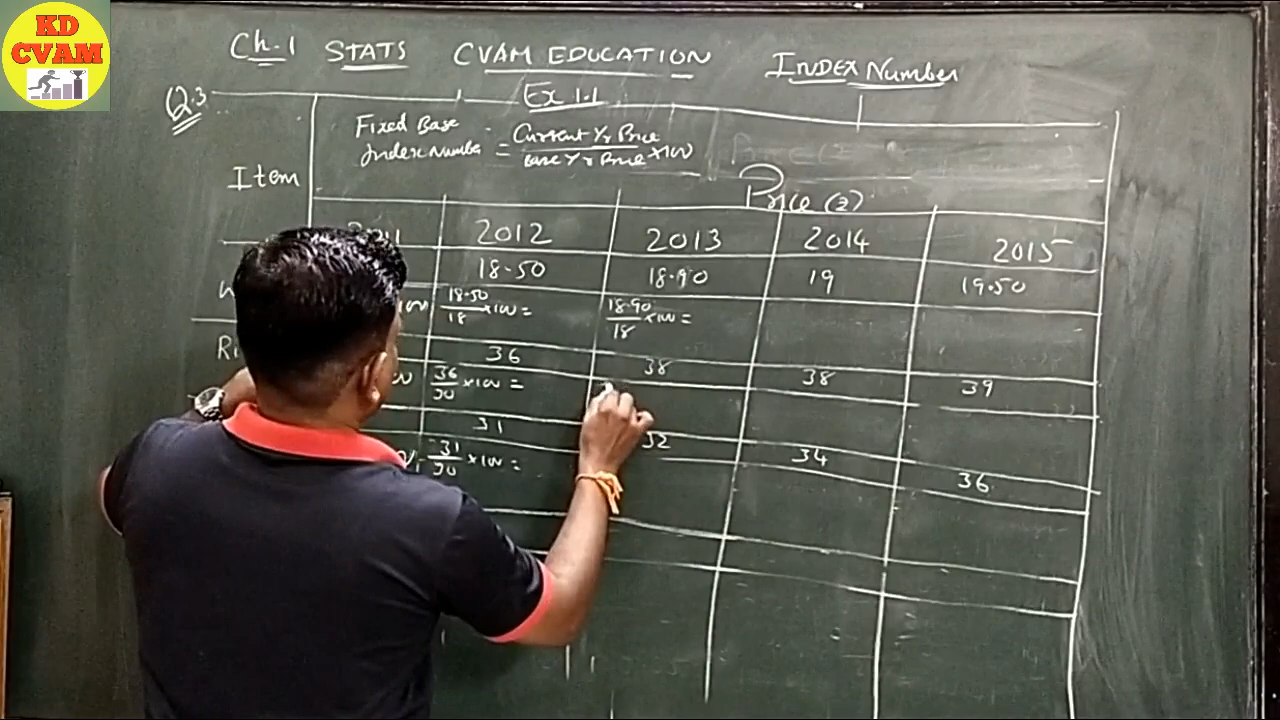 KD
CVAM
Ch.1 STATS CVAM EDUCATION INDEX Number
Q.3 Ex 1.1
Fixed Base Current Yr Price
Index Number = Base Yr Price ×100
Item Price (₹)
2012 2013 2014 2015
18.50 18.90 19 19.50
18.50/18 ×100 = 18.90/18 ×100 =
36 38 38 39
36/30 ×100 =
31 32 34 36
31/30 ×100 =